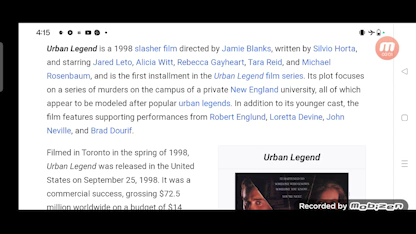 4:15
Urban Legend is a 1998 slasher film directed by Jamie Blanks, written by Silvio Horta,
and starring Jared Leto, Alicia Witt, Rebecca Gayheart, Tara Reid, and Michael
Rosenbaum, and is the first installment in the Urban Legend film series. Its plot focuses
on a series of murders on the campus of a private New England university, all of which
appear to be modeled after popular urban legends. In addition to its younger cast, the
film features supporting performances from Robert Englund, Loretta Devine, John
Neville, and Brad Dourif.
Filmed in Toronto in the spring of 1998,
Urban Legend was released in the United
States on September 25, 1998. It was a
commercial success, grossing $72.5
million worldwide on a budget of $14
Urban Legend
Recorded by MOBIZEN